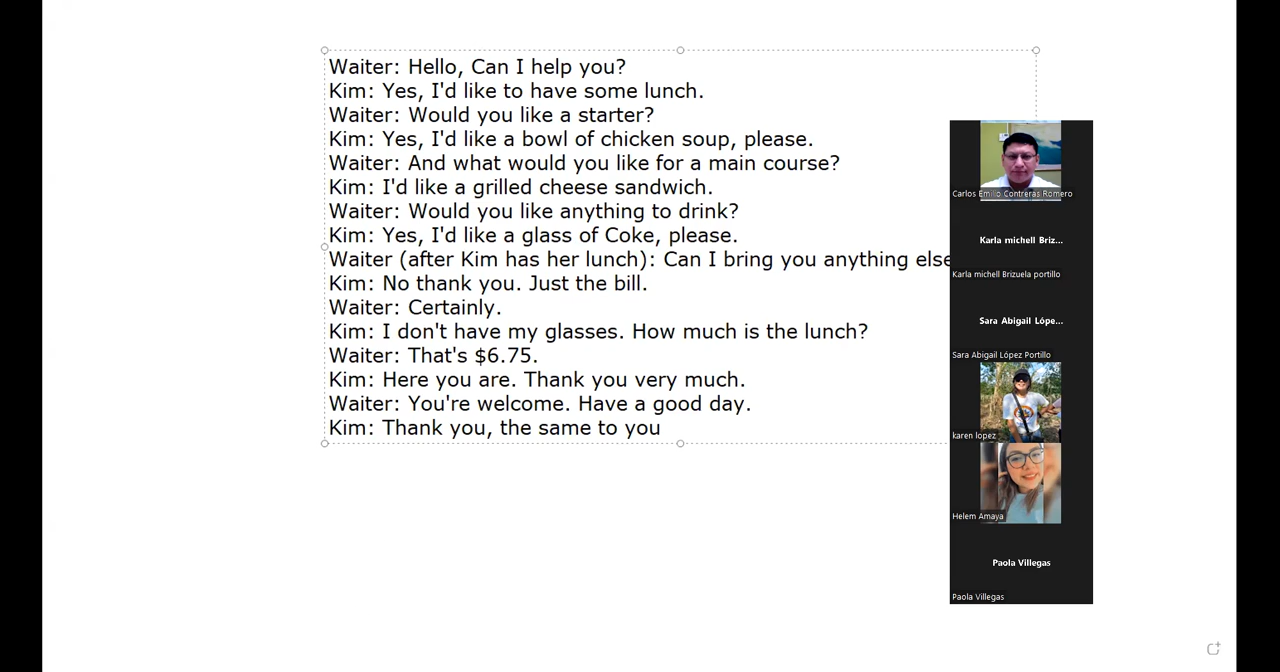 Waiter: Hello, Can I help you?
Kim: Yes, I'd like to have some lunch.
Waiter: Would you like a starter?
Kim: Yes, I'd like a bowl of chicken soup, please.
Waiter: And what would you like for a main course?
Kim: I'd like a grilled cheese sandwich.
Waiter: Would you like anything to drink?
Kim: Yes, I'd like a glass of Coke, please.
Waiter (after Kim has her lunch): Can I bring you anything else
Kim: No thank you. Just the bill.
Waiter: Certainly.
Kim: I don't have my glasses. How much is the lunch?
Waiter: That's $6.75.
Kim: Here you are. Thank you very much.
Waiter: You're welcome. Have a good day.
Kim: Thank you, the same to you
Carlos Emilio Contreras Romero
Karla michell Briz...
Karla michell Brizuela portillo
Sara Abigail Lópe...
Sara Abigail López Portillo
karen lopez
Helem Amaya
Paola Villegas
Paola Villegas